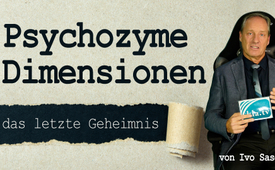 Psychozyme
Dimensionen
das letzte Geheimnis
von Ivo Sas